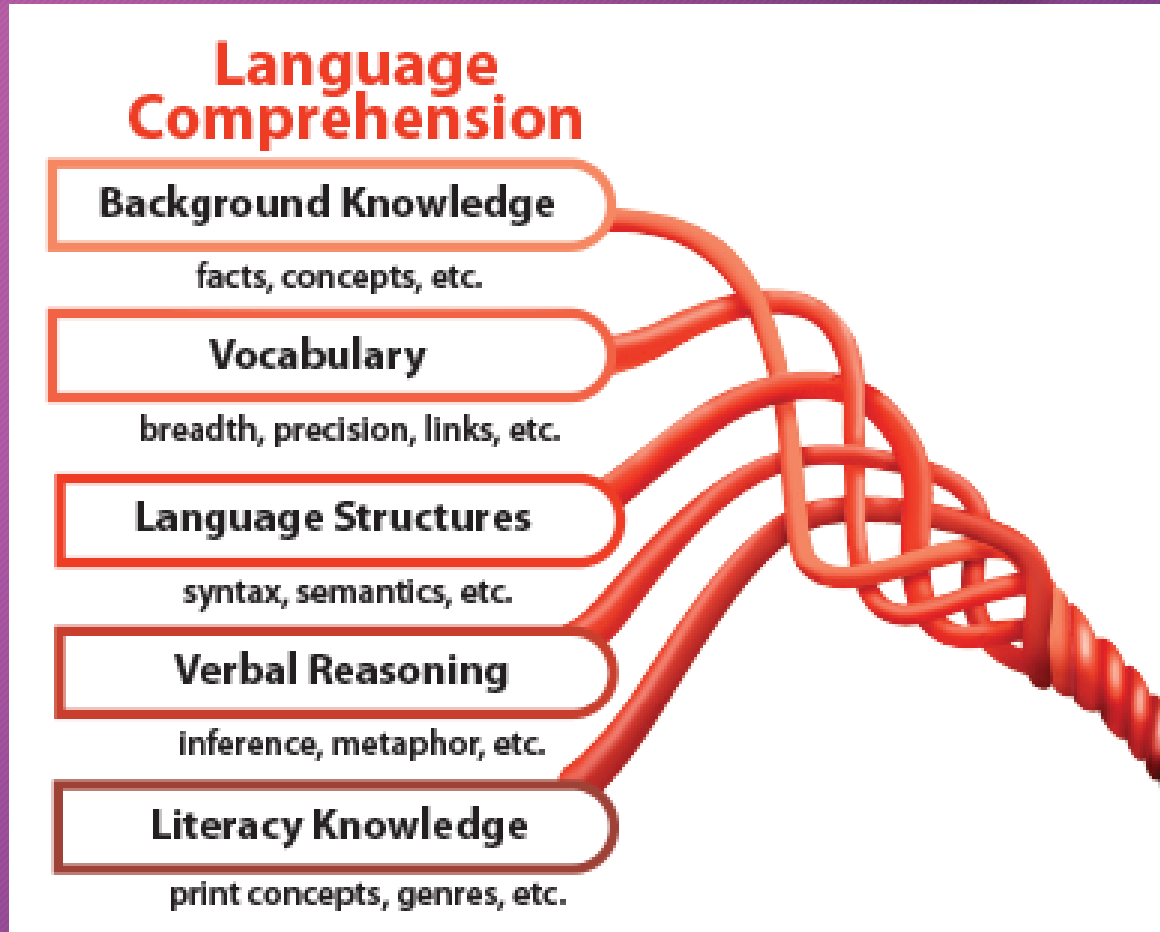 Language
Comprehension
Background Knowledge
facts, concepts, etc.
Vocabulary
breadth, precision, links, etc.
Language Structures
syntax, semantics, etc.
Verbal Reasoning
inference, metaphor, etc.
Literacy Knowledge
print concepts, genres, etc.